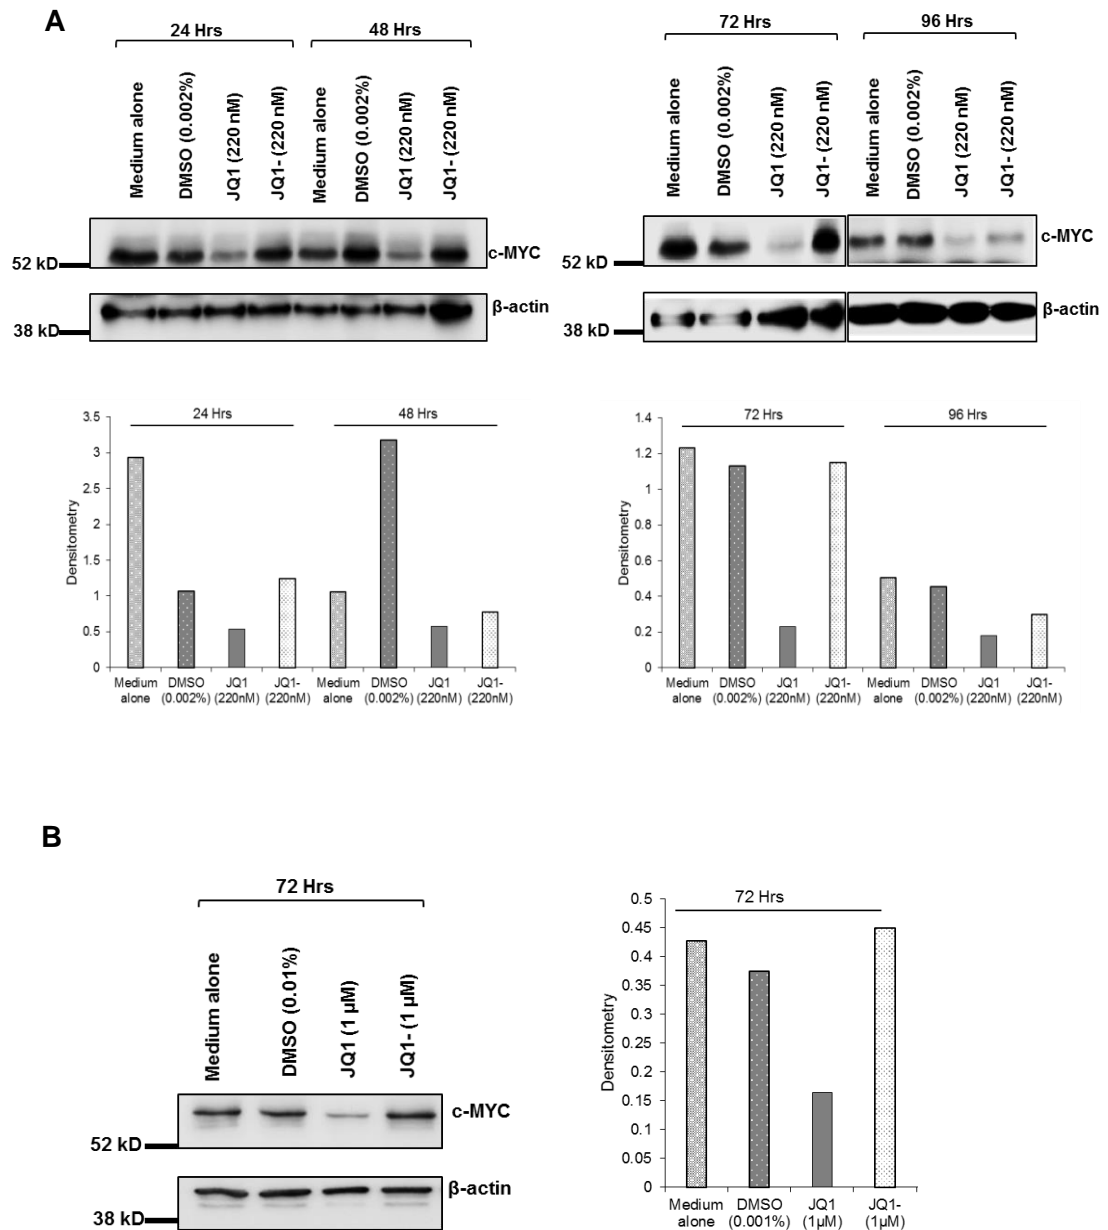 A
24 Hrs
48 Hrs
Medium alone
DMSO (0.002%)
JQ1 (220 nM)
JQ1- (220 nM)
Medium alone
DMSO (0.002%)
JQ1 (220 nM)
JQ1- (220 nM)
c-MYC
52 kD
β-actin
38 kD
72 Hrs
96 Hrs
Medium alone
DMSO (0.002%)
JQ1 (220 nM)
JQ1- (220 nM)
Medium alone
DMSO (0.002%)
JQ1 (220 nM)
JQ1- (220 nM)
c-MYC
52 kD
β-actin
38 kD
24 Hrs
48 Hrs
Densitometry
3.5
3
2.5
2
1.5
1
0.5
0
Medium DMSO JQ1 JQ1- Medium DMSO JQ1 JQ1-
alone (0.002%) (220nM) (220nM) alone (0.002%) (220nM) (220nM)
72 Hrs
96 Hrs
Densitometry
1.4
1.2
1
0.8
0.6
0.4
0.2
0
Medium DMSO JQ1 JQ1- Medium DMSO JQ1 JQ1-
alone (0.002%) (220nM) (220nM) alone (0.002%) (220nM) (220nM)
B
72 Hrs
Medium alone
DMSO (0.01%)
JQ1 (1 µM)
JQ1- (1 µM)
c-MYC
52 kD
β-actin
38 kD
72 Hrs
Densitometry
0.5
0.45
0.4
0.35
0.3
0.25
0.2
0.15
0.1
0.05
0
Medium DMSO JQ1 JQ1-
alone (0.001%) (1µM) (1µM)